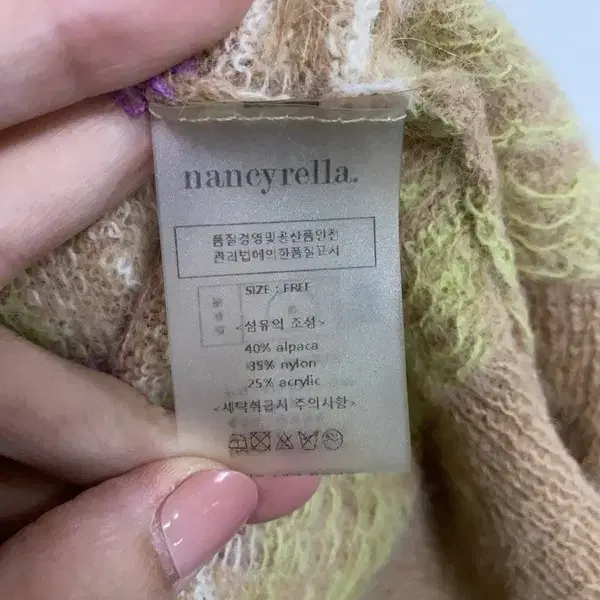 nancyrella.
품질경영및공산품안전
관리법에의한품질표시
SIZE : FREE
<섬유의 조성>
40% alpaca
35% nylon
25% acrylic
<세탁취급시 주의사항>